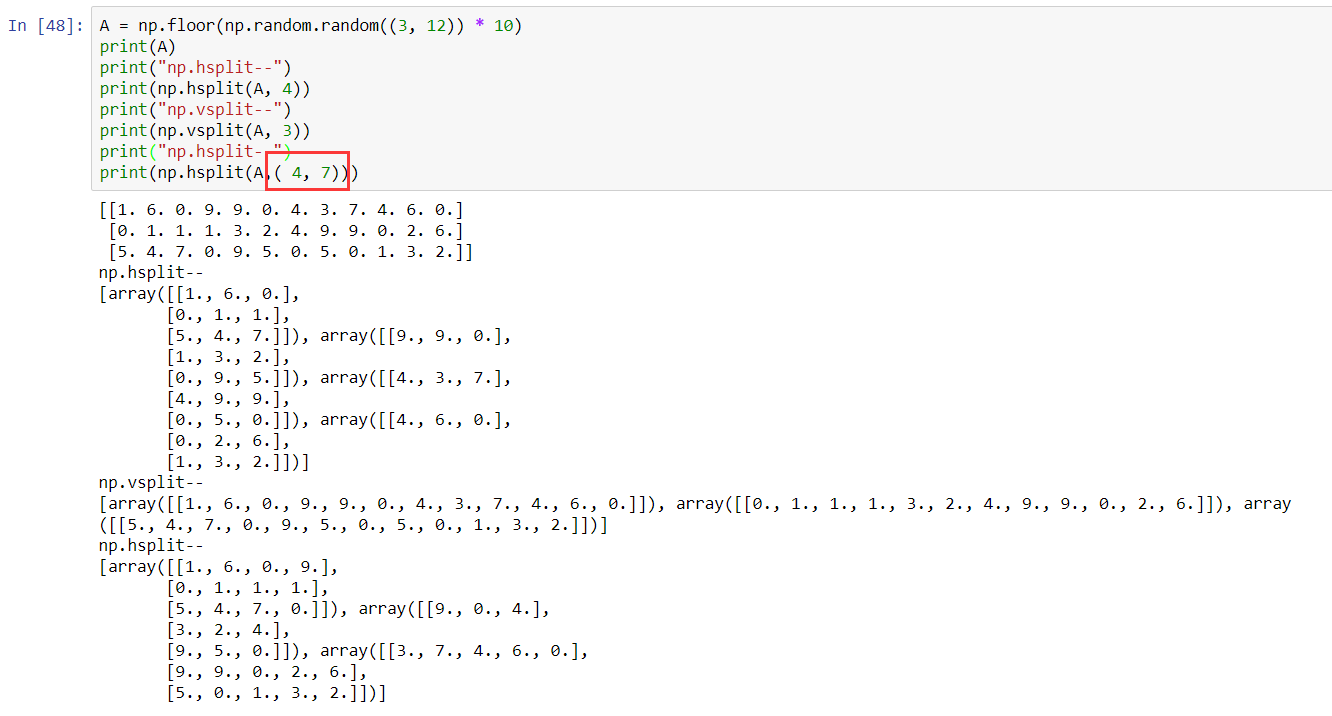 In [48]: A = np.floor(np.random.random((3, 12)) * 10)
print(A)
print("np.hsplit--")
print(np.hsplit(A, 4))
print("np.vsplit--")
print(np.vsplit(A, 3))
print("np.hsplit--")
print(np.hsplit(A,( 4, 7)))
[[1. 6. 0. 9. 9. 0. 4. 3. 7. 4. 6. 0.]
 [0. 1. 1. 1. 3. 2. 4. 9. 9. 0. 2. 6.]
 [5. 4. 7. 0. 9. 5. 0. 5. 0. 1. 3. 2.]]
np.hsplit--
[array([[1., 6., 0.],
       [0., 1., 1.],
       [5., 4., 7.]]), array([[9., 9., 0.],
       [1., 3., 2.],
       [0., 9., 5.]]), array([[4., 3., 7.],
       [4., 9., 9.],
       [0., 5., 0.]]), array([[4., 6., 0.],
       [0., 2., 6.],
       [1., 3., 2.]])]
np.vsplit--
[array([[1., 6., 0., 9., 9., 0., 4., 3., 7., 4., 6., 0.]]), array([[0., 1., 1., 1., 3., 2., 4., 9., 9., 0., 2., 6.]]), array
([[5., 4., 7., 0., 9., 5., 0., 5., 0., 1., 3., 2.]])]
np.hsplit--
[array([[1., 6., 0., 9.],
       [0., 1., 1., 1.],
       [5., 4., 7., 0.]]), array([[9., 0., 4.],
       [3., 2., 4.],
       [9., 5., 0.]]), array([[3., 7., 4., 6., 0.],
       [9., 9., 0., 2., 6.],
       [5., 0., 1., 3., 2.]])]